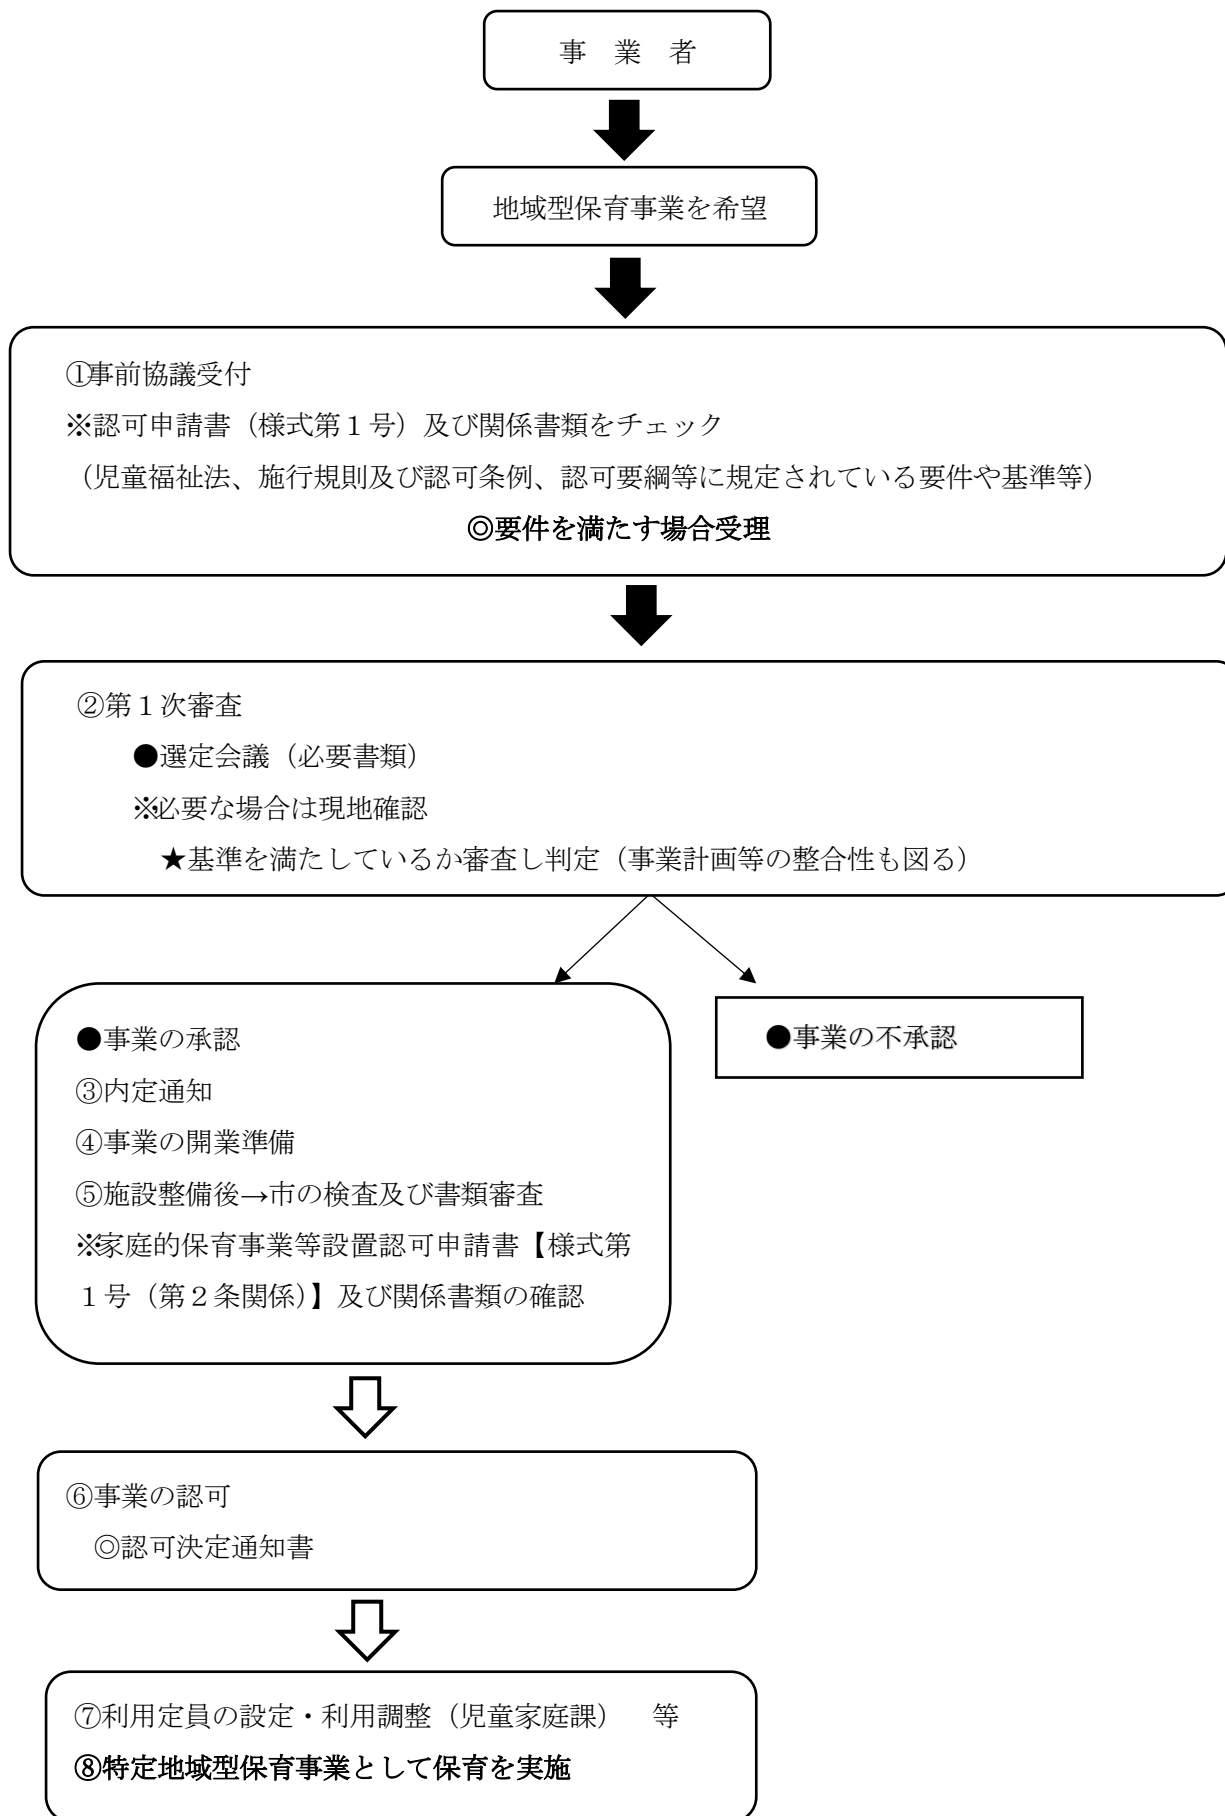 事　業　者
地域型保育事業を希望
①事前協議受付
※認可申請書（様式第１号）及び関係書類をチェック
（児童福祉法、施行規則及び認可条例、認可要綱等に規定されている要件や基準等）
◎要件を満たす場合受理
②第１次審査
●選定会議（必要書類）
※必要な場合は現地確認
★基準を満たしているか審査し判定（事業計画等の整合性も図る）
●事業の承認
③内定通知
④事業の開業準備
⑤施設整備後→市の検査及び書類審査
※家庭的保育事業等設置認可申請書【様式第
１号（第２条関係）】及び関係書類の確認
●事業の不承認
⑥事業の認可
◎認可決定通知書
⑦利用定員の設定・利用調整（児童家庭課）　等
⑧特定地域型保育事業として保育を実施